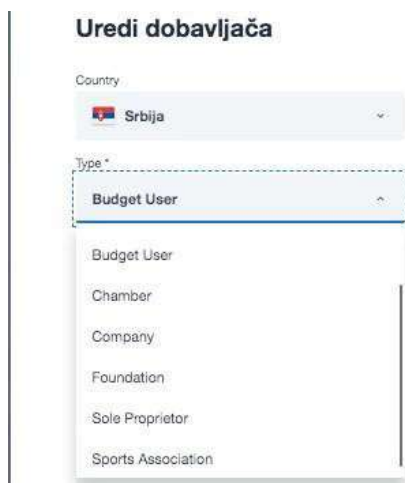 Uredi dobavljača
Country
Srbija
Type *
Budget User
Budget User
Chamber
Company
Foundation
Sole Proprietor
Sports Association